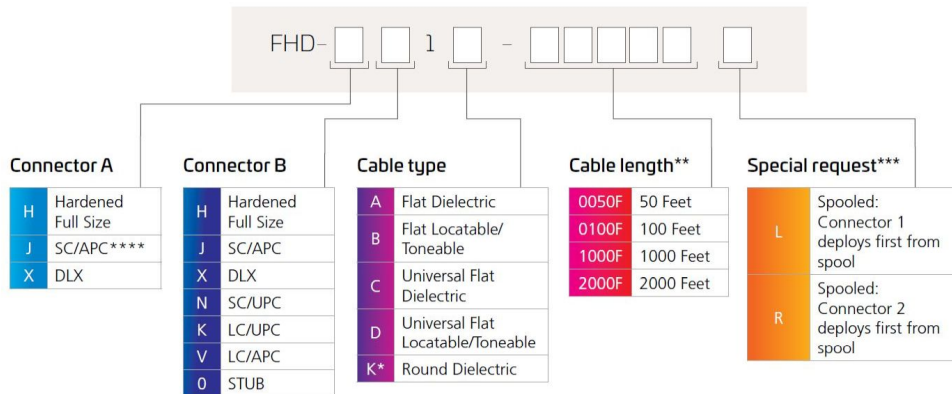 FHD- 1 -
Connector A
H Hardened
Full Size
J SC/APC****
X DLX
Connector B
H Hardened
Full Size
J SC/APC
X DLX
N SC/UPC
K LC/UPC
V LC/APC
0 STUB
Cable type
A Flat Dielectric
B Flat Locatable/
Toneable
C Universal Flat
Dielectric
D Universal Flat
Locatable/Toneable
K* Round Dielectric
Cable length**
0050F 50 Feet
0100F 100 Feet
1000F 1000 Feet
2000F 2000 Feet
Special request***
L Spooled:
Connector 1
deploys first from
spool
R Spooled:
Connector 2
deploys first from
spool